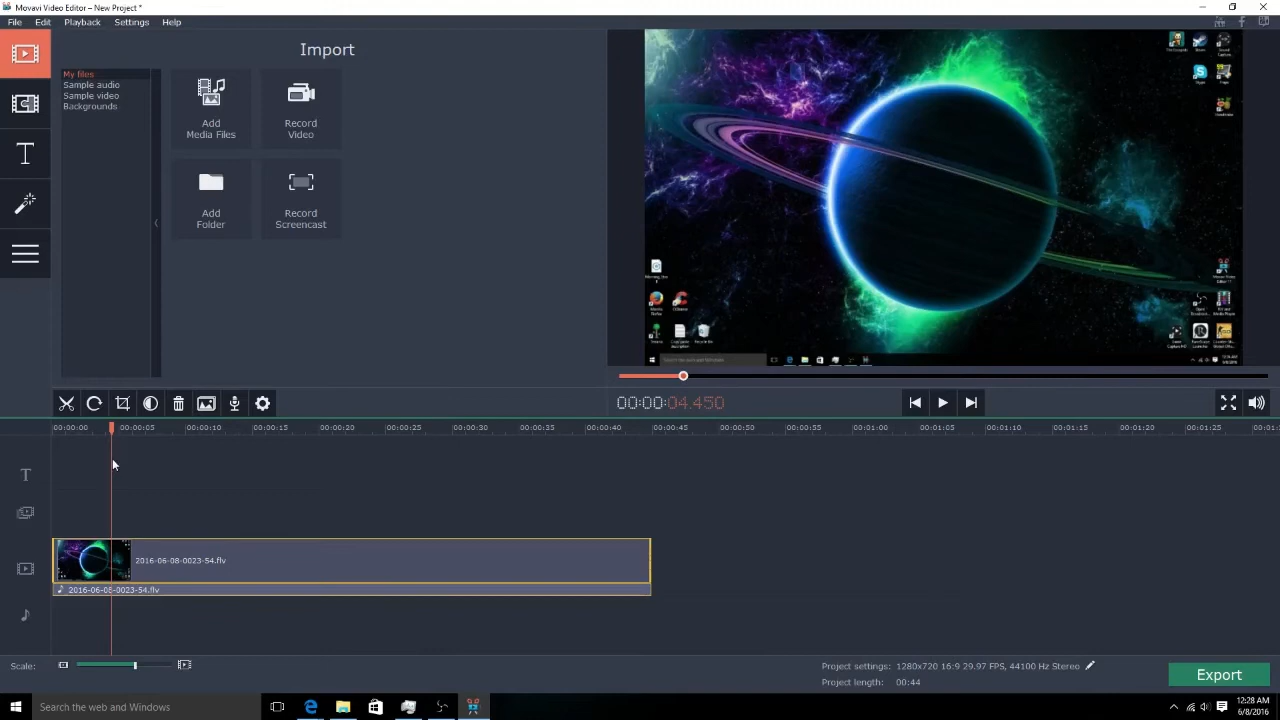 Movavi Video Editor – New Project *
File Edit Playback Settings Help
Import
My files
Sample audio
Sample video
Backgrounds
Add
Media Files
Record
Video
Add
Folder
Record
Screencast
Search the web and Windows
00:00:04.450
00:00:00 00:00:05 00:00:10 00:00:15 00:00:20 00:00:25 00:00:30 00:00:35 00:00:40 00:00:45 00:00:50 00:00:55 00:01:00 00:01:05 00:01:10 00:01:15 00:01:20 00:01:25
T
2016-06-08-0023-54.flv
2016-06-08-0023-54.flv
Scale:
Project settings: 1280x720 16:9 29.97 FPS, 44100 Hz Stereo
Project length: 00:44
Export
Search the web and Windows
12:28 AM
6/8/2016